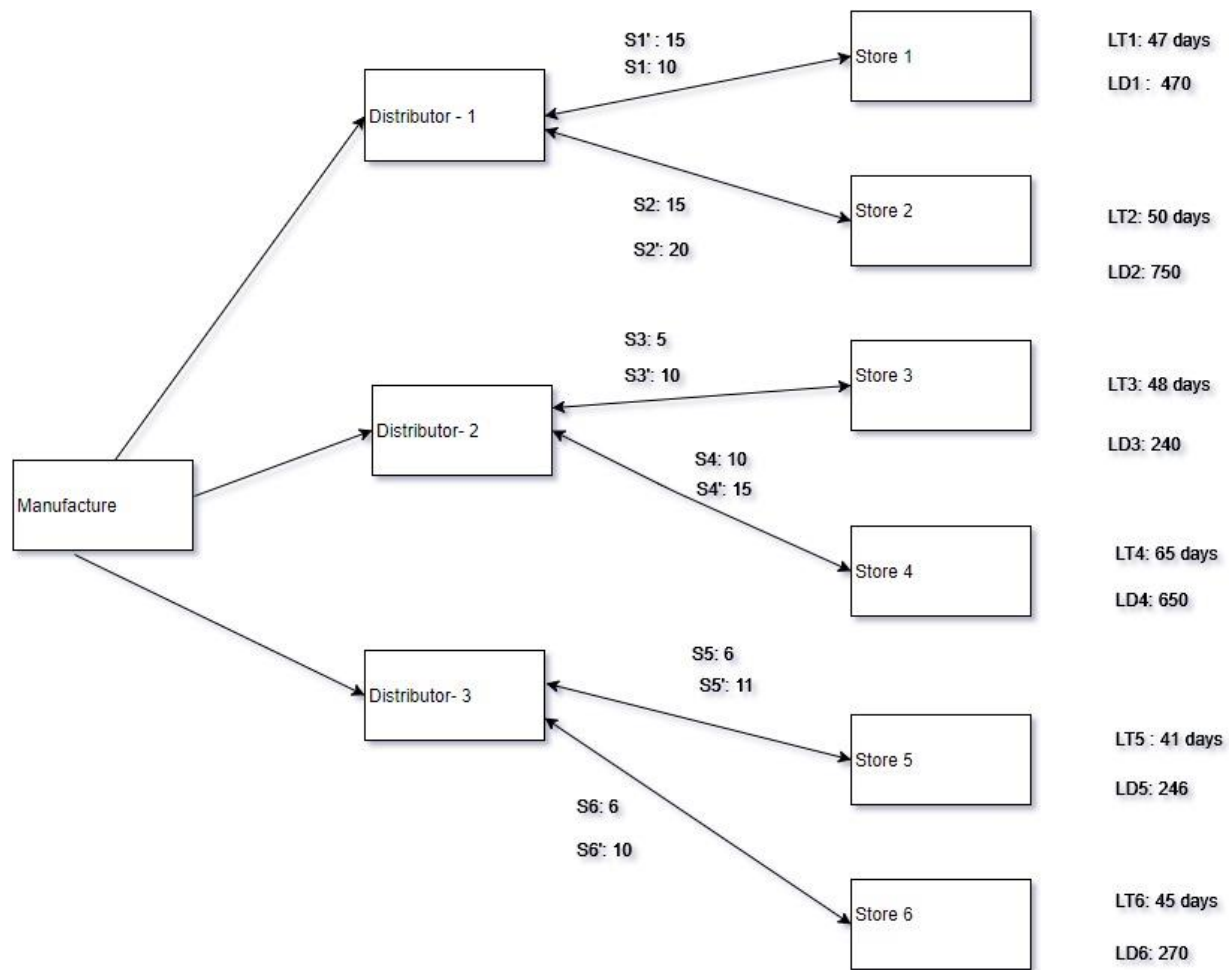 S1' : 15
S1: 10
Store 1
LT1: 47 days
LD1 : 470
Distributor - 1
S2: 15
S2': 20
Store 2
LT2: 50 days
LD2: 750
S3: 5
S3': 10
Store 3
LT3: 48 days
LD3: 240
Distributor- 2
S4: 10
S4': 15
Store 4
LT4: 65 days
LD4: 650
Manufacture
Distributor- 3
S5: 6
S5': 11
Store 5
LT5 : 41 days
LD5: 246
S6: 6
S6': 10
Store 6
LT6: 45 days
LD6: 270